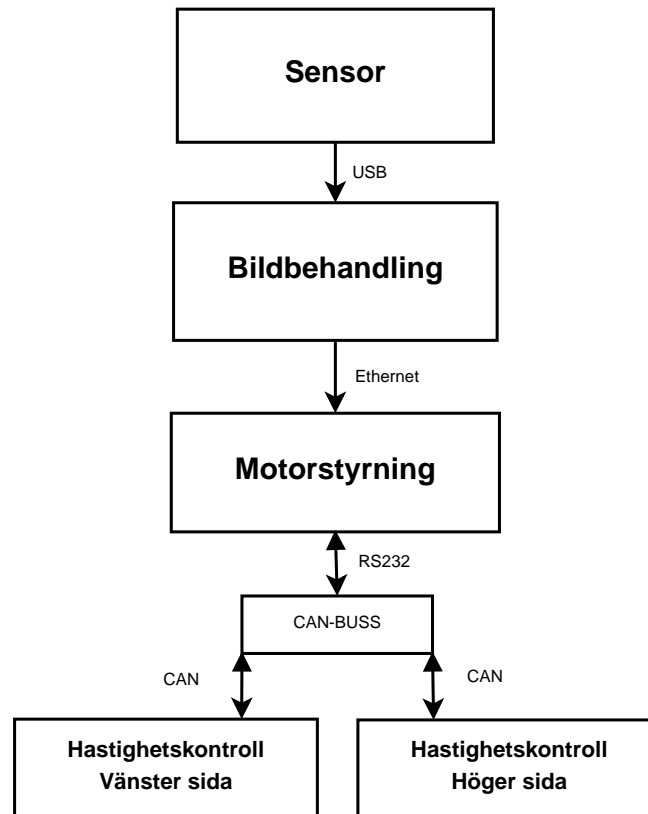 Sensor
USB
Bildbehandling
Ethernet
Motorstyrning
RS232
CAN-BUSS
CAN
CAN
Hastighetskontroll
Vänster sida
Hastighetskontroll
Höger sida